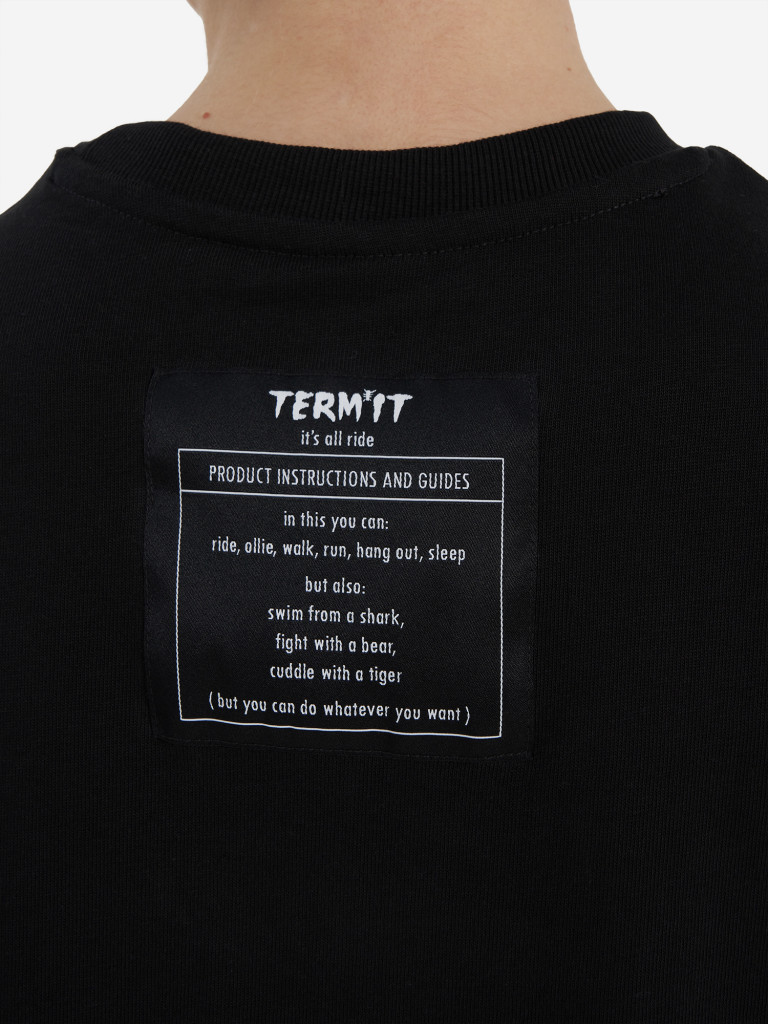 TERMIT
it's all ride
PRODUCT INSTRUCTIONS AND GUIDES
in this you can:
ride, ollie, walk, run, hang out, sleep
but also:
swim from a shark,
fight with a bear,
cuddle with a tiger
( but you can do whatever you want )